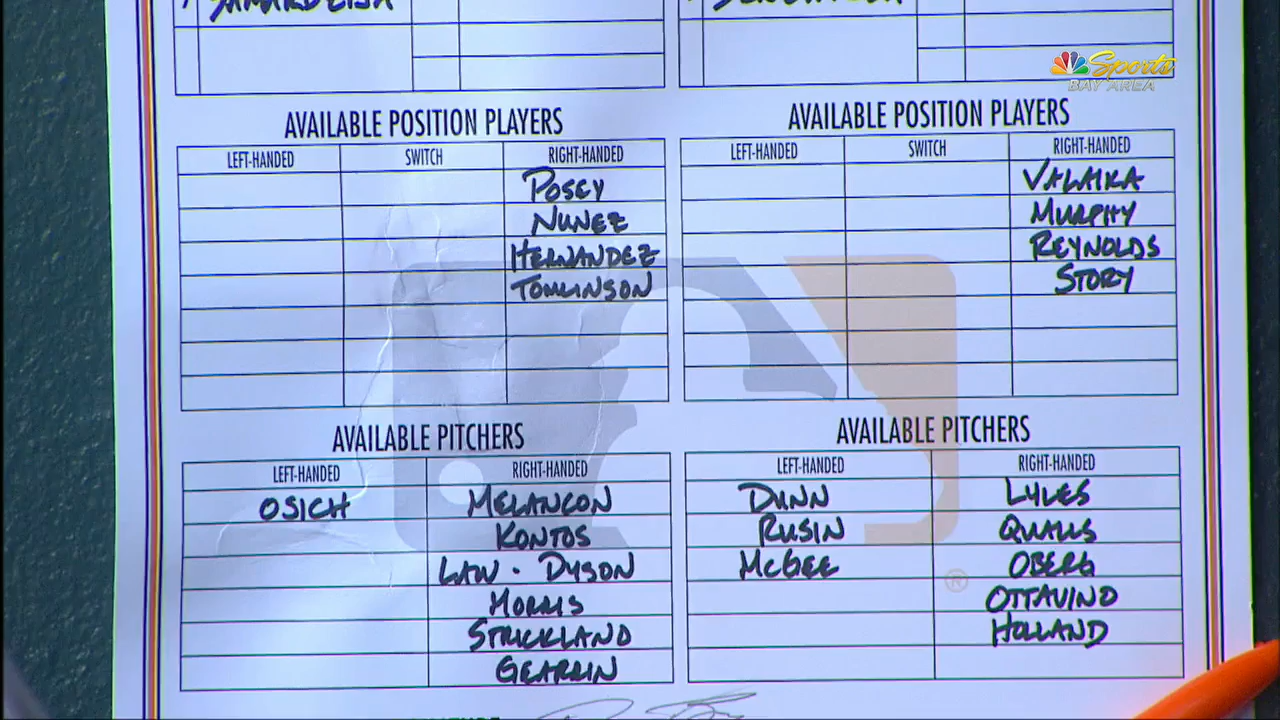 SAMARDZIJA
NBC Sports
BAY AREA
AVAILABLE POSITION PLAYERS
LEFT-HANDED SWITCH RIGHT-HANDED
POSEY
NUNEZ
HERNANDEZ
TOMLINSON
AVAILABLE POSITION PLAYERS
LEFT-HANDED SWITCH RIGHT-HANDED
VALAIKA
MURPHY
REYNOLDS
STORY
AVAILABLE PITCHERS
LEFT-HANDED RIGHT-HANDED
OSICH MELANCON
KONTOS
LAW · DYSON
MORRIS
STRICKLAND
GEARRIN
AVAILABLE PITCHERS
LEFT-HANDED RIGHT-HANDED
DUNN LYLES
RUSIN QUALLS
MCGEE OBERG
OTTAVINO
HOLLAND
®